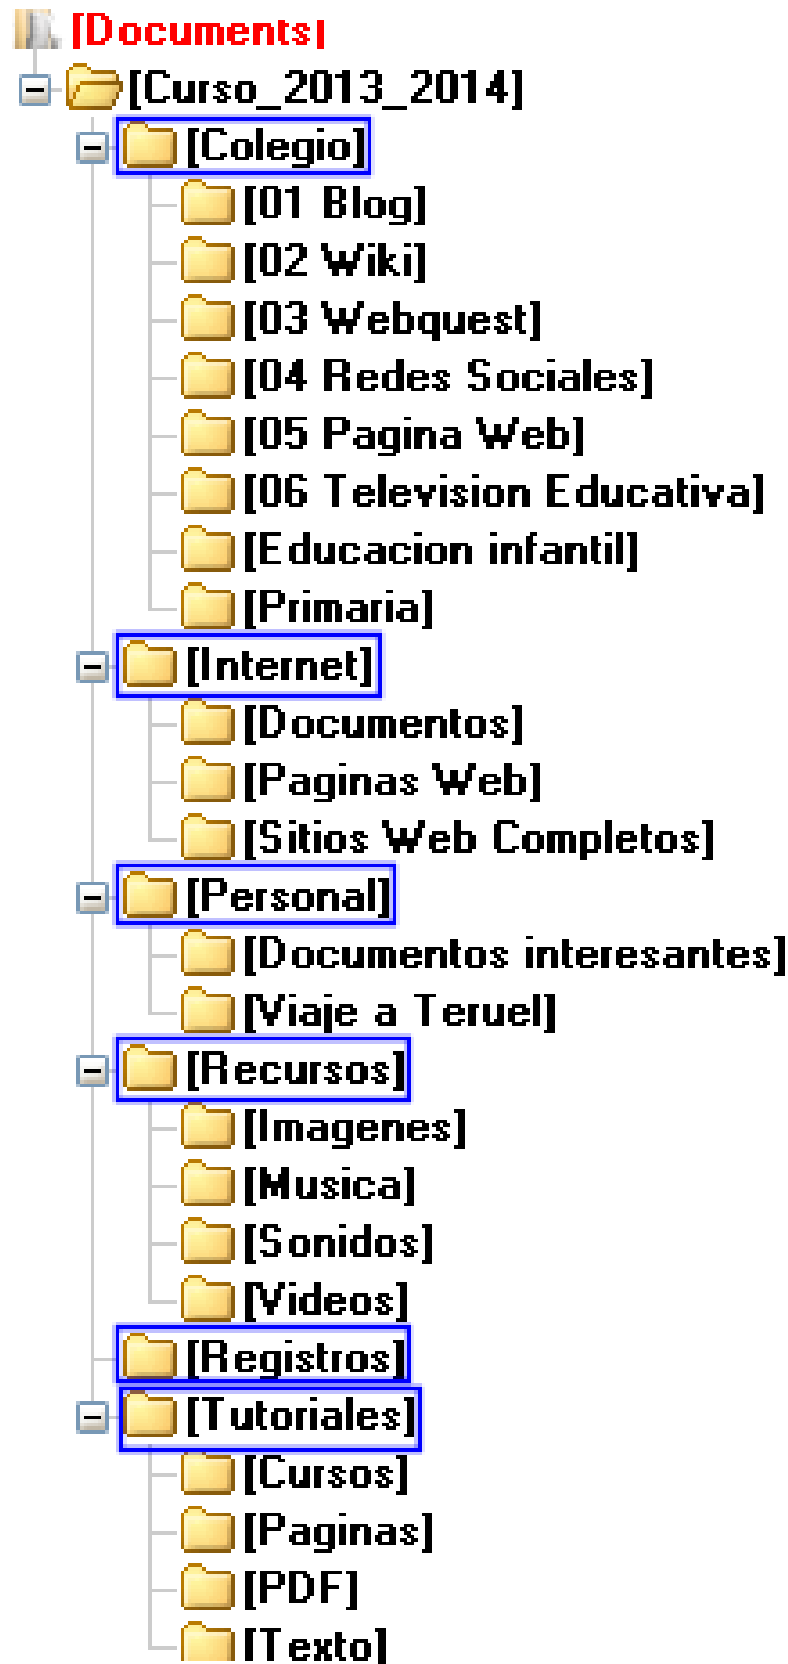 [Documents]
[Curso_2013_2014]
[Colegio]
[01 Blog]
[02 Wiki]
[03 Webquest]
[04 Redes Sociales]
[05 Pagina Web]
[06 Television Educativa]
[Educacion infantil]
[Primaria]
[Internet]
[Documentos]
[Paginas Web]
[Sitios Web Completos]
[Personal]
[Documentos interesantes]
[Viaje a Teruel]
[Recursos]
[Imagenes]
[Musica]
[Sonidos]
[Videos]
[Registros]
[Tutoriales]
[Cursos]
[Paginas]
[PDF]
[Texto]